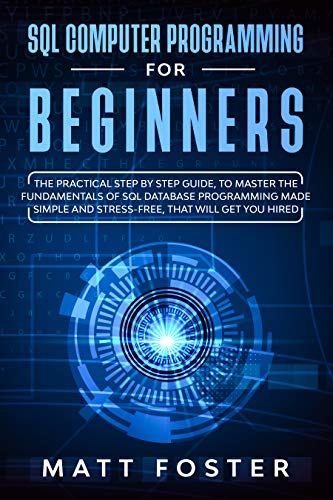 SQL COMPUTER PROGRAMMING
FOR
BEGINNERS
THE PRACTICAL STEP BY STEP GUIDE, TO MASTER THE
FUNDAMENTALS OF SQL DATABASE PROGRAMMING MADE
SIMPLE AND STRESS-FREE, THAT WILL GET YOU HIRED
MATT FOSTER